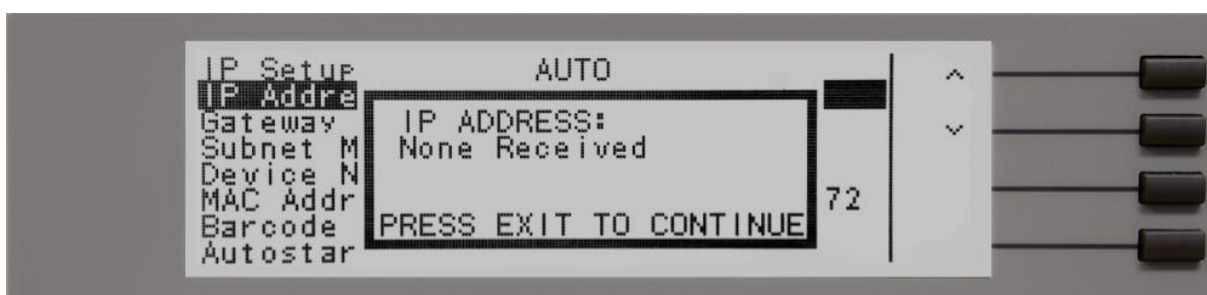 IP Setup AUTO
IP Addre
Gateway
Subnet M
Device N
MAC Addr 72
Barcode
Autostar
IP ADDRESS:
None Received
PRESS EXIT TO CONTINUE